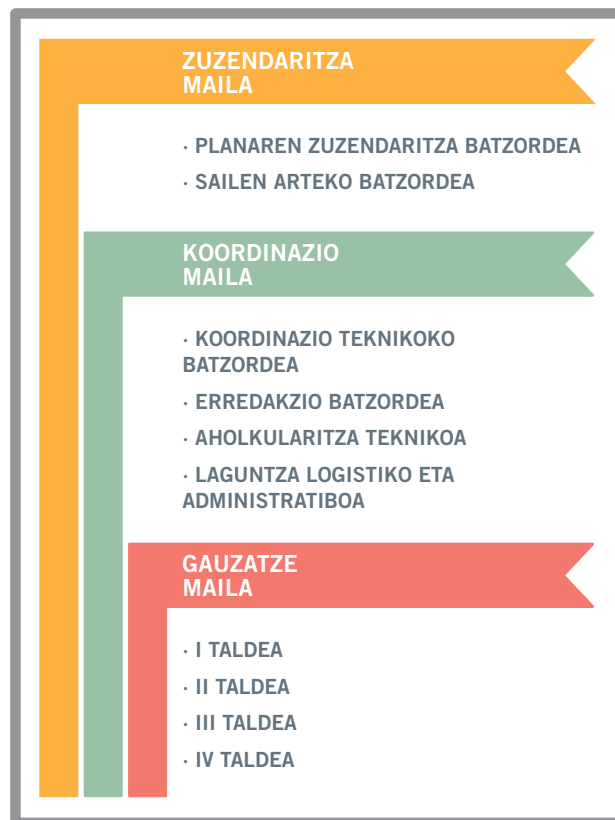 ZUZENDARITZA
MAILA
· PLANAREN ZUZENDARITZA BATZORDEA
· SAILEN ARTEKO BATZORDEA
KOORDINAZIO
MAILA
· KOORDINAZIO TEKNIKOKO
BATZORDEA
· ERREDAKZIO BATZORDEA
· AHOLKULARITZA TEKNIKOA
· LAGUNTZA LOGISTIKO ETA
ADMINISTRATIBOA
GAUZATZE
MAILA
· I TALDEA
· II TALDEA
· III TALDEA
· IV TALDEA